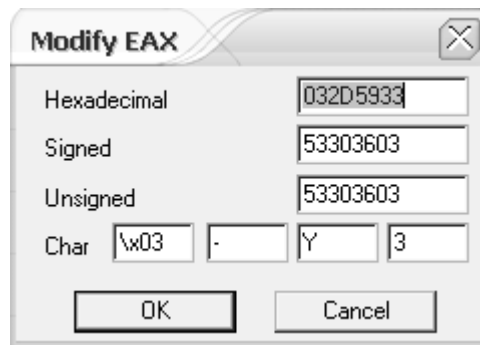 Modify EAX
Hexadecimal 032D5933
Signed 53303603
Unsigned 53303603
Char \x03 - Y 3
OK Cancel